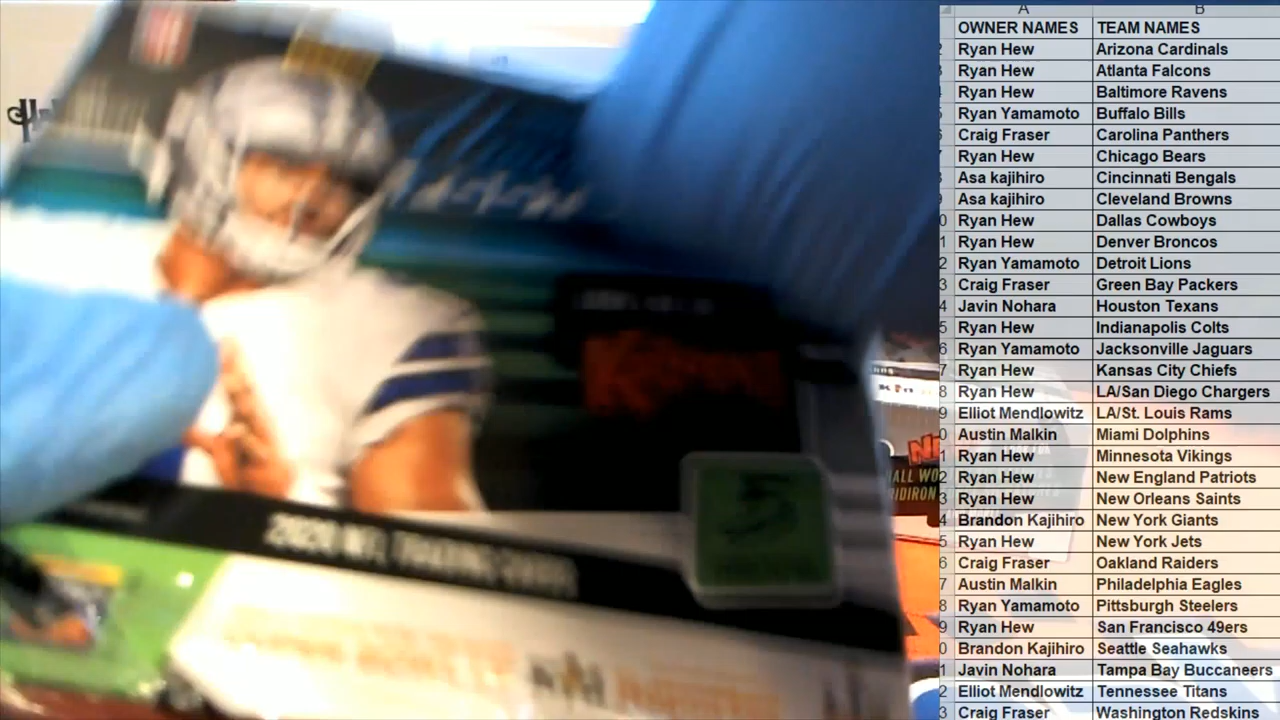 A B
OWNER NAMES TEAM NAMES
Ryan Hew Arizona Cardinals
Ryan Hew Atlanta Falcons
Ryan Hew Baltimore Ravens
Ryan Yamamoto Buffalo Bills
Craig Fraser Carolina Panthers
Ryan Hew Chicago Bears
Asa kajihiro Cincinnati Bengals
Asa kajihiro Cleveland Browns
Ryan Hew Dallas Cowboys
Ryan Hew Denver Broncos
Ryan Yamamoto Detroit Lions
Craig Fraser Green Bay Packers
Javin Nohara Houston Texans
Ryan Hew Indianapolis Colts
Ryan Yamamoto Jacksonville Jaguars
Ryan Hew Kansas City Chiefs
Ryan Hew LA/San Diego Chargers
Elliot Mendlowitz LA/St. Louis Rams
Austin Malkin Miami Dolphins
Ryan Hew Minnesota Vikings
Ryan Hew New England Patriots
Ryan Hew New Orleans Saints
Brandon Kajihiro New York Giants
Ryan Hew New York Jets
Craig Fraser Oakland Raiders
Austin Malkin Philadelphia Eagles
Ryan Yamamoto Pittsburgh Steelers
Ryan Hew San Francisco 49ers
Brandon Kajihiro Seattle Seahawks
Javin Nohara Tampa Bay Buccaneers
Elliot Mendlowitz Tennessee Titans
Craig Fraser Washington Redskins
5
2020 NFL TRADING CARDS